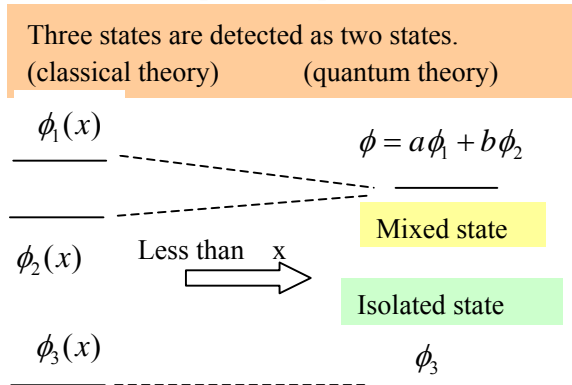 Three states are detected as two states.
(classical theory) (quantum theory)
ϕ₁(x)
ϕ = aϕ₁ + bϕ₂
Mixed state
ϕ₂(x)
Less than x
Isolated state
ϕ₃(x)
ϕ₃